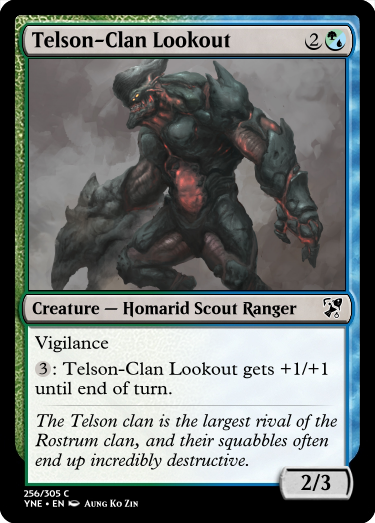 Telson-Clan Lookout 2
Creature — Homarid Scout Ranger
Vigilance
3: Telson-Clan Lookout gets +1/+1
until end of turn.
The Telson clan is the largest rival of the
Rostrum clan, and their squabbles often
end up incredibly destructive.
2/3
256/305 C
YNE • EN Aung Ko Zin